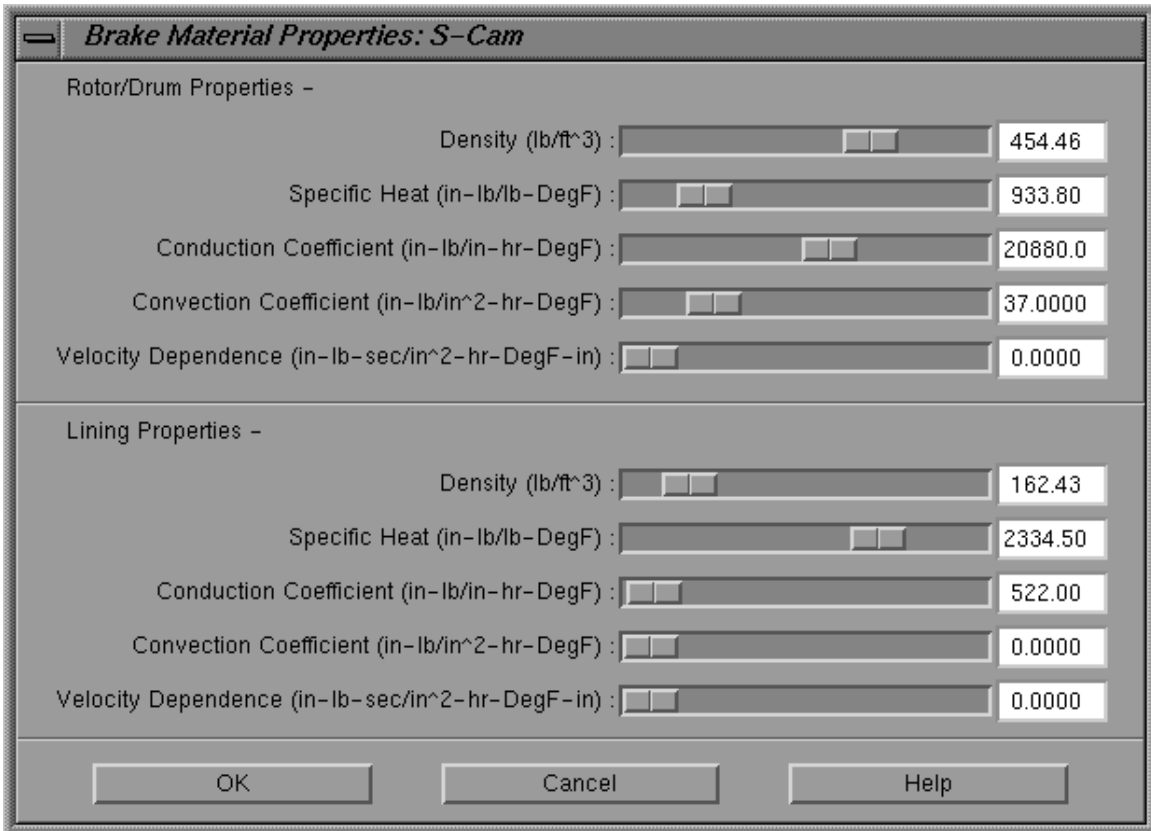 Brake Material Properties: S-Cam
Rotor/Drum Properties -
Density (lb/ft^3) : 454.46
Specific Heat (in-lb/lb-DegF) : 933.80
Conduction Coefficient (in-lb/in-hr-DegF) : 20880.0
Convection Coefficient (in-lb/in^2-hr-DegF) : 37.0000
Velocity Dependence (in-lb-sec/in^2-hr-DegF-in) : 0.0000
Lining Properties -
Density (lb/ft^3) : 162.43
Specific Heat (in-lb/lb-DegF) : 2334.50
Conduction Coefficient (in-lb/in-hr-DegF) : 522.00
Convection Coefficient (in-lb/in^2-hr-DegF) : 0.0000
Velocity Dependence (in-lb-sec/in^2-hr-DegF-in) : 0.0000
OK Cancel Help